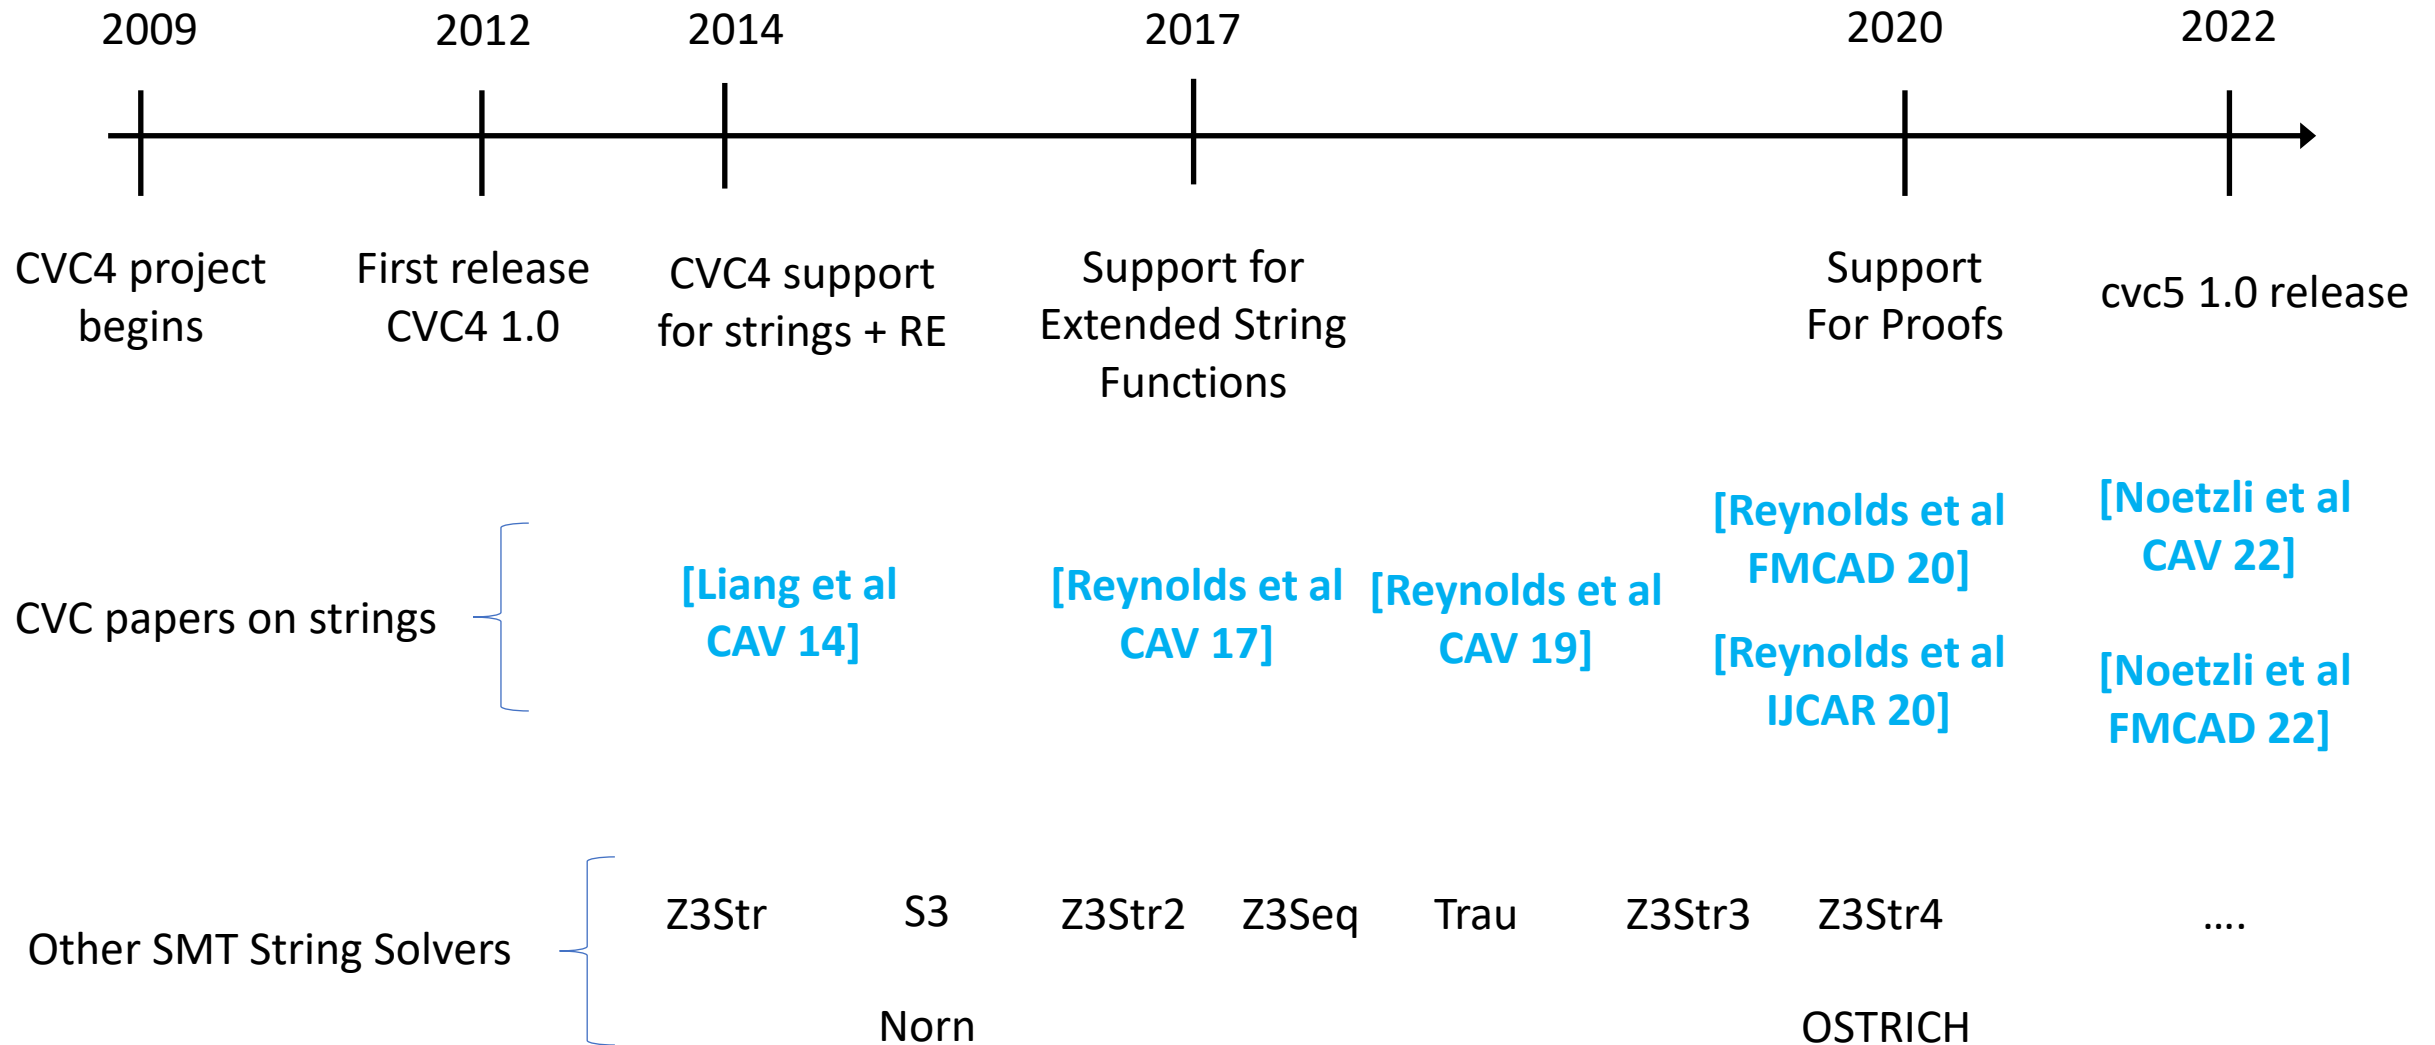 2009
2012
2014
2017
2020
2022
CVC4 project
begins
First release
CVC4 1.0
CVC4 support
for strings + RE
Support for
Extended String
Functions
Support
For Proofs
cvc5 1.0 release
CVC papers on strings
[Liang et al
CAV 14]
[Reynolds et al
CAV 17]
[Reynolds et al
CAV 19]
[Reynolds et al
FMCAD 20]
[Reynolds et al
IJCAR 20]
[Noetzli et al
CAV 22]
[Noetzli et al
FMCAD 22]
Other SMT String Solvers
Z3Str
S3
Z3Str2
Z3Seq
Trau
Z3Str3
Z3Str4
....
Norn
OSTRICH